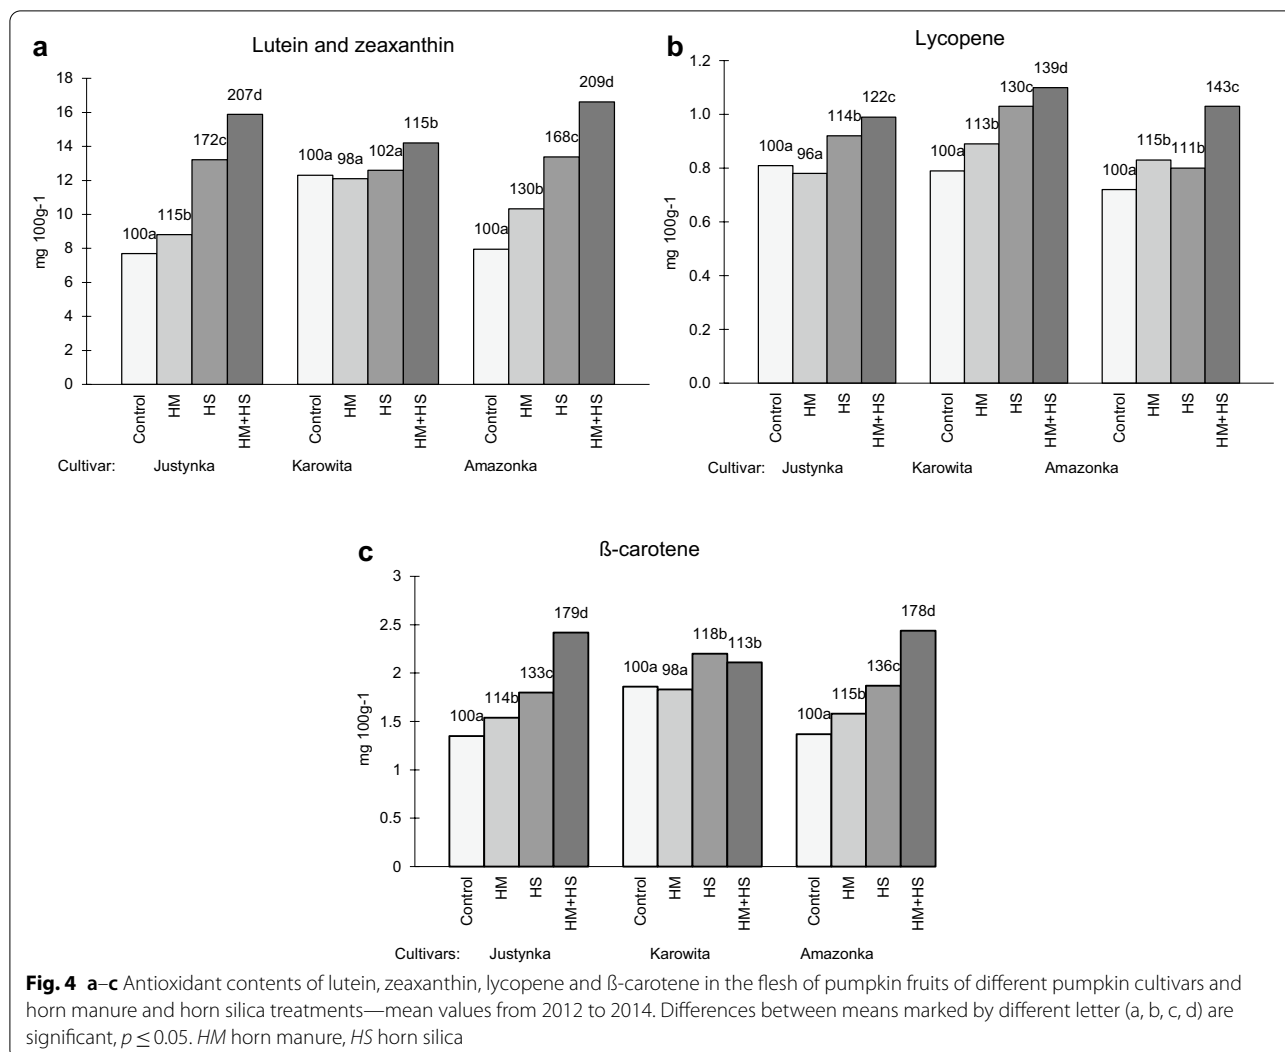 a
Lutein and zeaxanthin
mg 100g-1
18
16
14
12
10
8
6
4
2
0
100a
115b
172c
207d
100a
98a
102a
115b
100a
130b
168c
209d
Control
HM
HS
HM+HS
Control
HM
HS
HM+HS
Control
HM
HS
HM+HS
Cultivar: Justynka Karowita Amazonka
b
Lycopene
mg 100g-1
1.2
1.0
0.8
0.6
0.4
0.2
0.0
100a
96a
114b
122c
100a
113b
130c
139d
100a
115b
111b
143c
Control
HM
HS
HM+HS
Control
HM
HS
HM+HS
Control
HM
HS
HM+HS
Cultivar: Justynka Karowita Amazonka
c
ß-carotene
mg 100g-1
3
2.5
2
1.5
1
0.5
0
100a
114b
133c
179d
100a
98a
118b
113b
100a
115b
136c
178d
Control
HM
HS
HM+HS
Control
HM
HS
HM+HS
Control
HM
HS
HM+HS
Cultivars: Justynka Karowita Amazonka
Fig. 4 a–c Antioxidant contents of lutein, zeaxanthin, lycopene and ß-carotene in the flesh of pumpkin fruits of different pumpkin cultivars and
horn manure and horn silica treatments—mean values from 2012 to 2014. Differences between means marked by different letter (a, b, c, d) are
significant, p ≤ 0.05. HM horn manure, HS horn silica